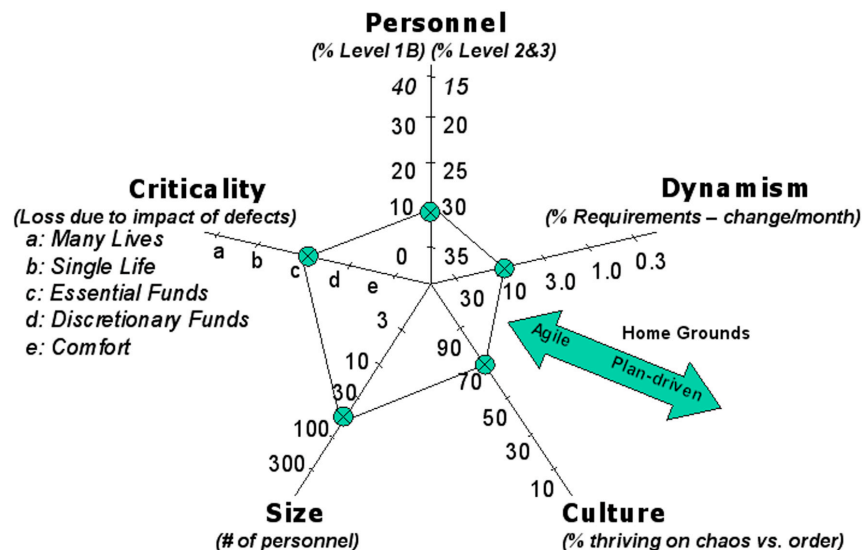 Personnel
(% Level 1B) (% Level 2&3)
40 15
30 20
20 25
10 30
0 35
Criticality
(Loss due to impact of defects)
a: Many Lives
b: Single Life
c: Essential Funds
d: Discretionary Funds
e: Comfort
a b c d e
Dynamism
(% Requirements – change/month)
30 10 3.0 1.0 0.3
Home Grounds
Agile
Plan-driven
3
10
30
100
300
Size
(# of personnel)
90
70
50
30
10
Culture
(% thriving on chaos vs. order)